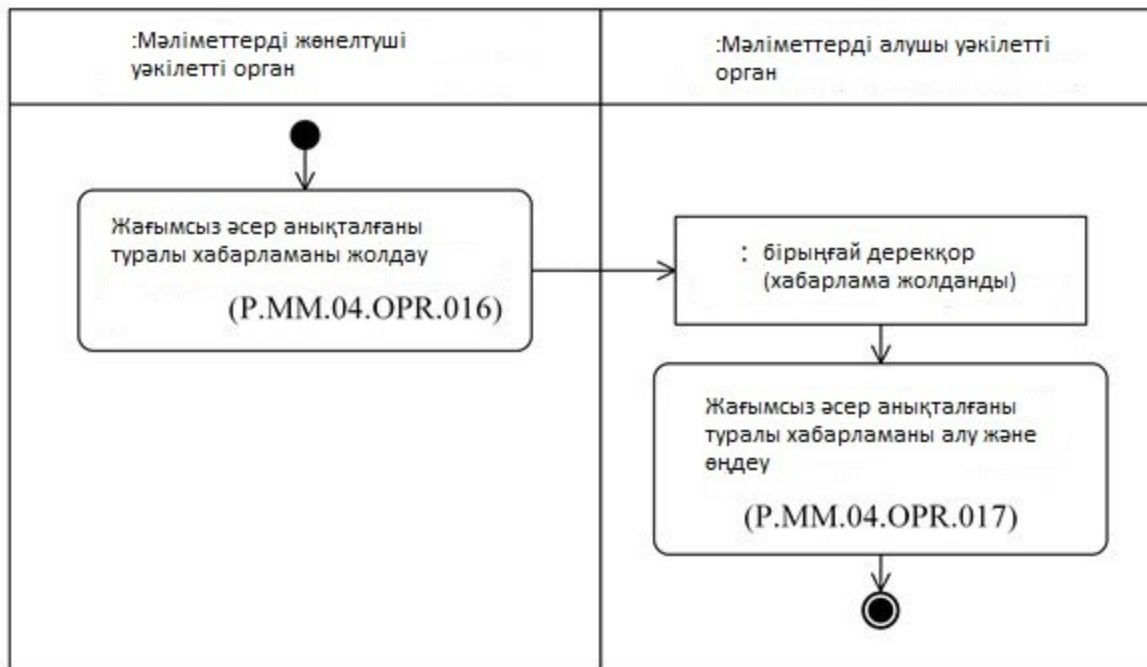 :Мәліметтерді жөнелтуші
уәкілетті орган
:Мәліметтерді алушы уәкілетті
орган
Жағымсыз әсер анықталғаны
туралы хабарламаны жолдау
(P.MM.04.OPR.016)
: бірыңғай дерекқор
(хабарлама жолданды)
Жағымсыз әсер анықталғаны
туралы хабарламаны алу және
өңдеу
(P.MM.04.OPR.017)